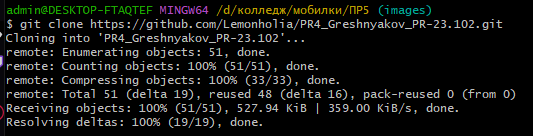 admin@DESKTOP-FTAQTEF MINGW64 /d/колледж/мобилки/ПР5 (images)
$ git clone https://github.com/Lemonholia/PR4_Greshnyakov_PR-23.102.git
Cloning into 'PR4_Greshnyakov_PR-23.102'...
remote: Enumerating objects: 51, done.
remote: Counting objects: 100% (51/51), done.
remote: Compressing objects: 100% (33/33), done.
remote: Total 51 (delta 19), reused 48 (delta 16), pack-reused 0 (from 0)
Receiving objects: 100% (51/51), 527.94 KiB | 359.00 KiB/s, done.
Resolving deltas: 100% (19/19), done.